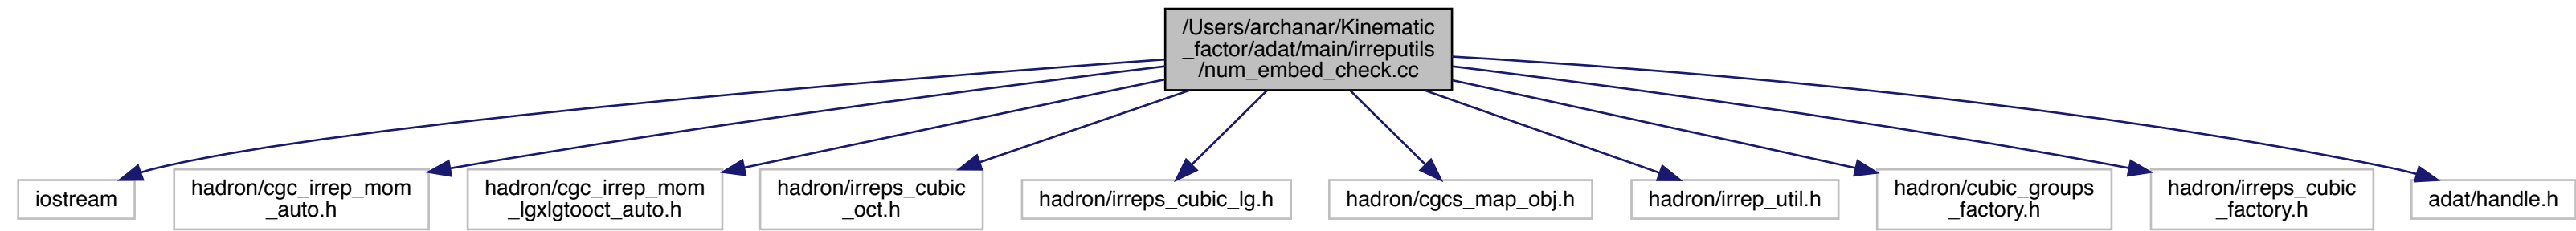 /Users/archanar/Kinematic
_factor/adat/main/irreputils
/num_embed_check.cc
iostream
hadron/cgc_irrep_mom
_auto.h
hadron/cgc_irrep_mom
_lgxlgtooct_auto.h
hadron/irreps_cubic
_oct.h
hadron/irreps_cubic_lg.h
hadron/cgcs_map_obj.h
hadron/irrep_util.h
hadron/cubic_groups
_factory.h
hadron/irreps_cubic
_factory.h
adat/handle.h